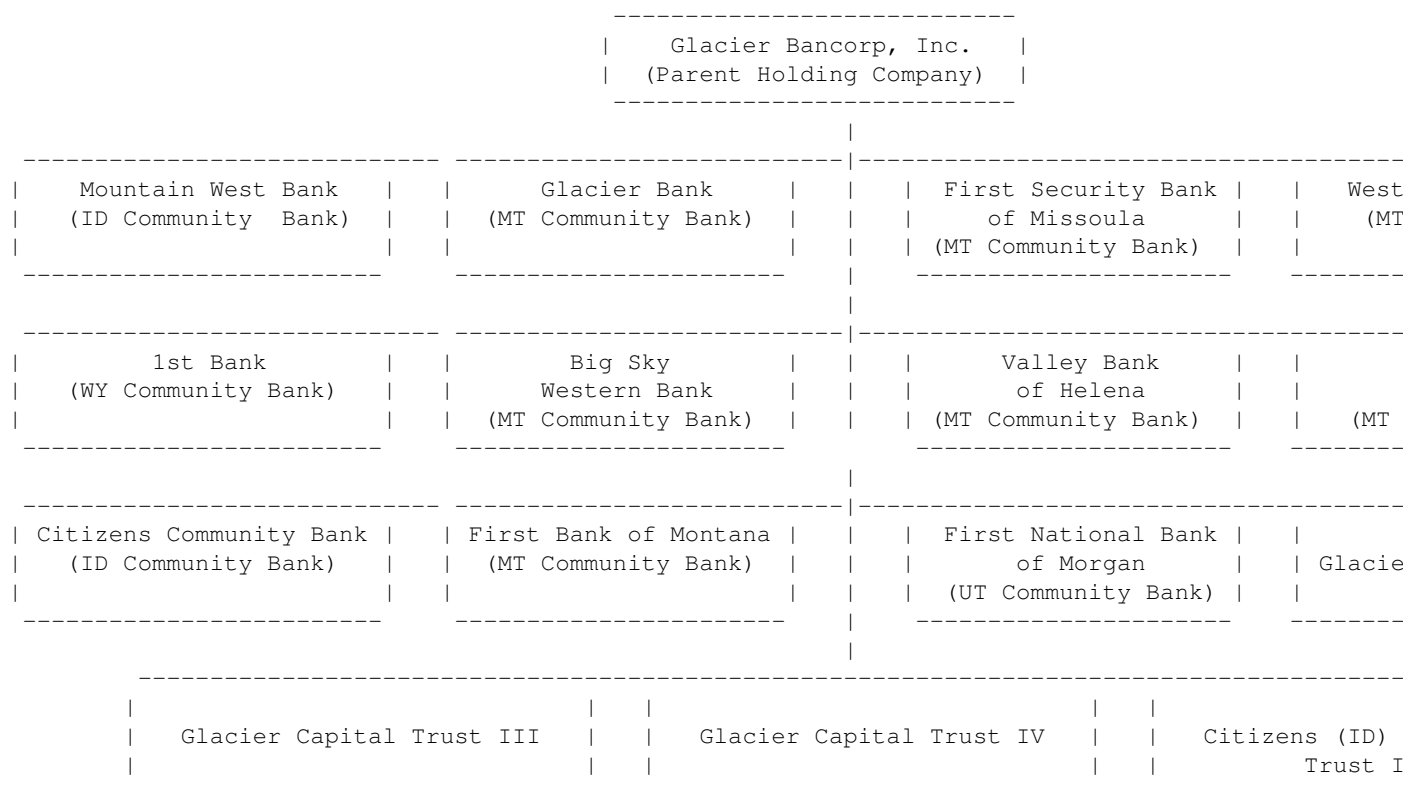 Glacier Bancorp, Inc.
(Parent Holding Company)
Mountain West Bank Glacier Bank First Security Bank West
(ID Community Bank) (MT Community Bank) of Missoula (MT
(MT Community Bank)
1st Bank Big Sky Valley Bank
(WY Community Bank) Western Bank of Helena
(MT Community Bank) (MT Community Bank) (MT
Citizens Community Bank First Bank of Montana First National Bank
(ID Community Bank) (MT Community Bank) of Morgan Glacie
(UT Community Bank)
Glacier Capital Trust III Glacier Capital Trust IV Citizens (ID)
Trust I